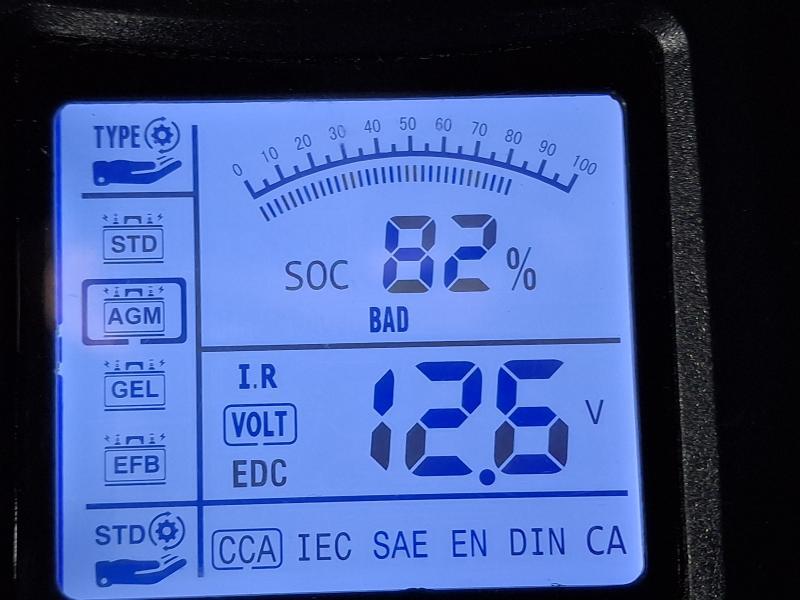 TYPE
STD
AGM
GEL
EFB
STD
0 10 20 30 40 50 60 70 80 90 100
SOC 82 %
BAD
I.R
VOLT
EDC
12.6 V
CCA IEC SAE EN DIN CA